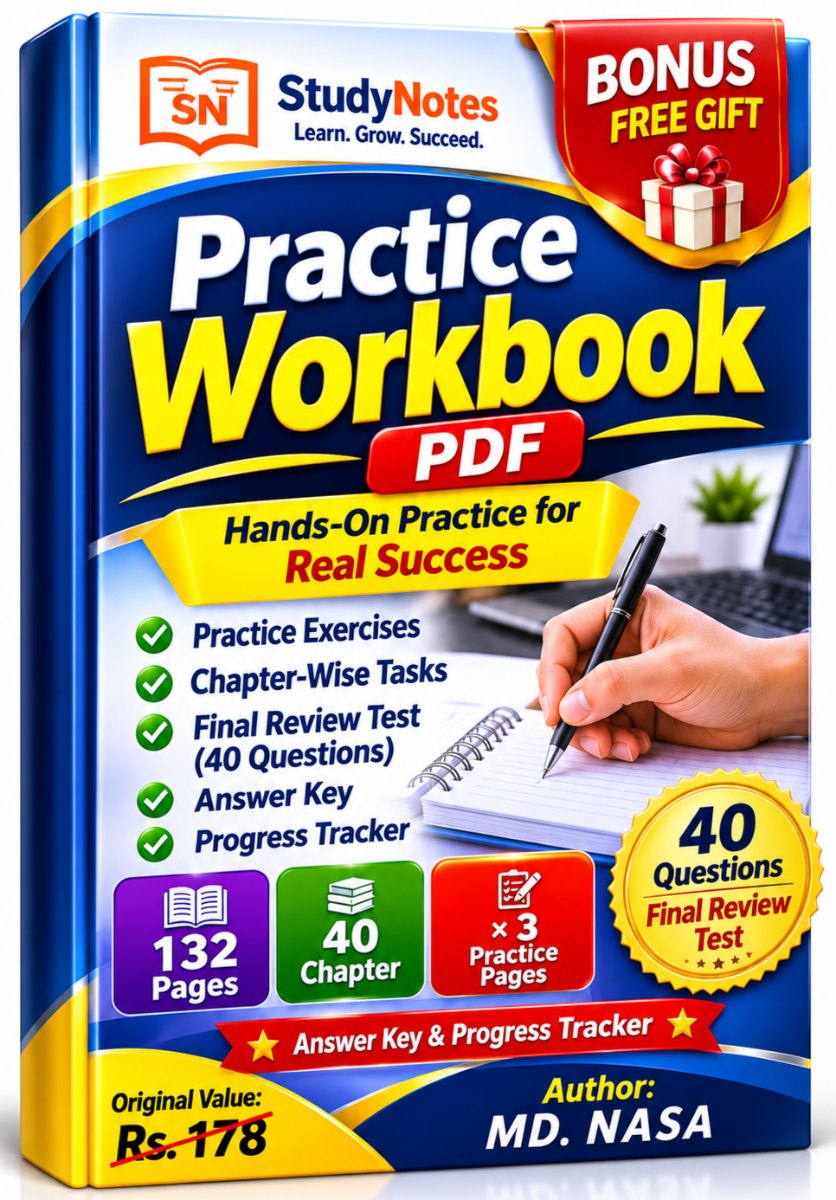 SN
StudyNotes
Learn. Grow. Succeed.
BONUS
FREE GIFT
Practice
Workbook
PDF
Hands-On Practice for
Real Success
Practice Exercises
Chapter-Wise Tasks
Final Review Test
(40 Questions)
Answer Key
Progress Tracker
40
Questions
Final Review
Test
132
Pages
40
Chapter
× 3
Practice
Pages
Answer Key & Progress Tracker
Original Value:
Rs. 178
Author:
MD. NASA